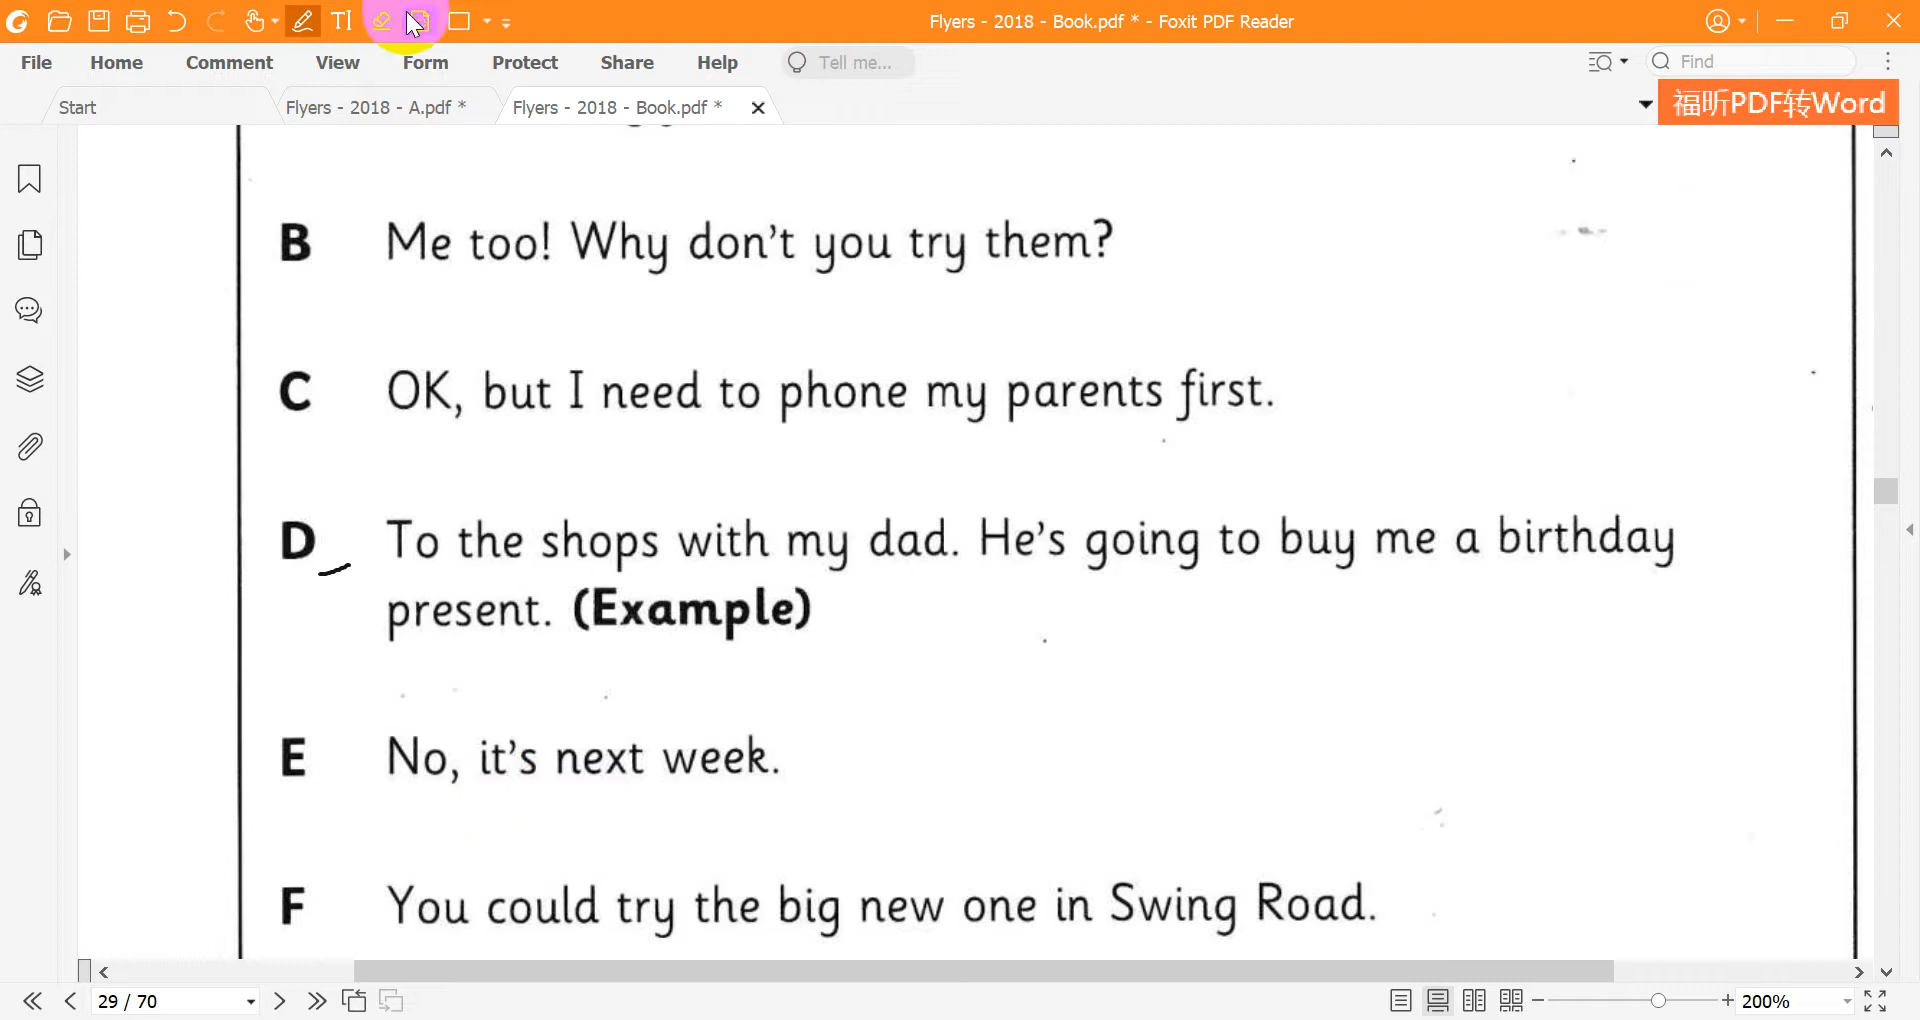 TI
Flyers - 2018 - Book.pdf * - Foxit PDF Reader
File Home Comment View Form Protect Share Help Tell me... Find
Start Flyers - 2018 - A.pdf * Flyers - 2018 - Book.pdf * 福昕PDF转Word
B Me too! Why don't you try them?
C OK, but I need to phone my parents first.
D To the shops with my dad. He's going to buy me a birthday
present. (Example)
E No, it's next week.
F You could try the big new one in Swing Road.
29 / 70 200%